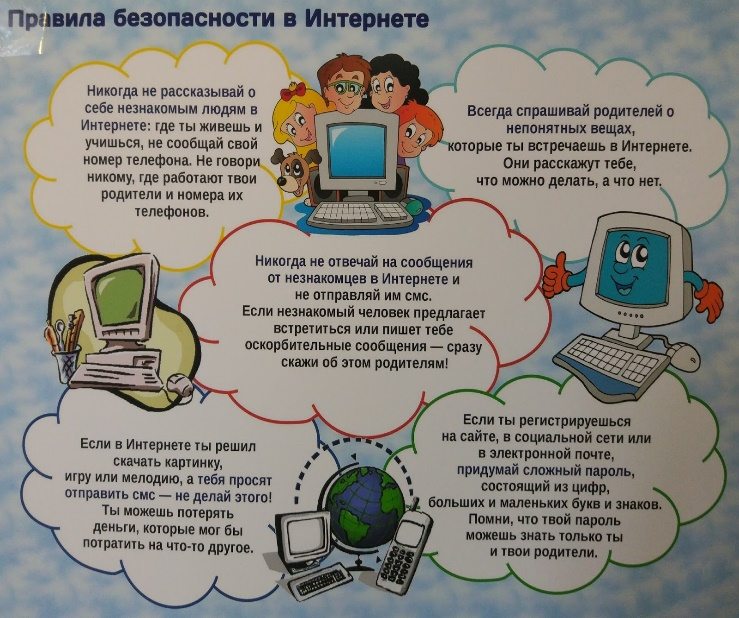 Правила безопасности в Интернете
Никогда не рассказывай о
себе незнакомым людям в
Интернете: где ты живешь и
учишься, не сообщай свой
номер телефона. Не говори
никому, где работают твои
родители и номера их
телефонов.
Всегда спрашивай родителей о
непонятных вещах,
которые ты встречаешь в Интернете.
Они расскажут тебе,
что можно делать, а что нет.
Никогда не отвечай на сообщения
от незнакомцев в Интернете и
не отправляй им смс.
Если незнакомый человек предлагает
встретиться или пишет тебе
оскорбительные сообщения — сразу
скажи об этом родителям!
Если в Интернете ты решил
скачать картинку,
игру или мелодию, а тебя просят
отправить смс — не делай этого!
Ты можешь потерять
деньги, которые мог бы
потратить на что-то другое.
Если ты регистрируешься
на сайте, в социальной сети или
в электронной почте,
придумай сложный пароль,
состоящий из цифр,
больших и маленьких букв и знаков.
Помни, что твой пароль
можешь знать только ты
и твои родители.